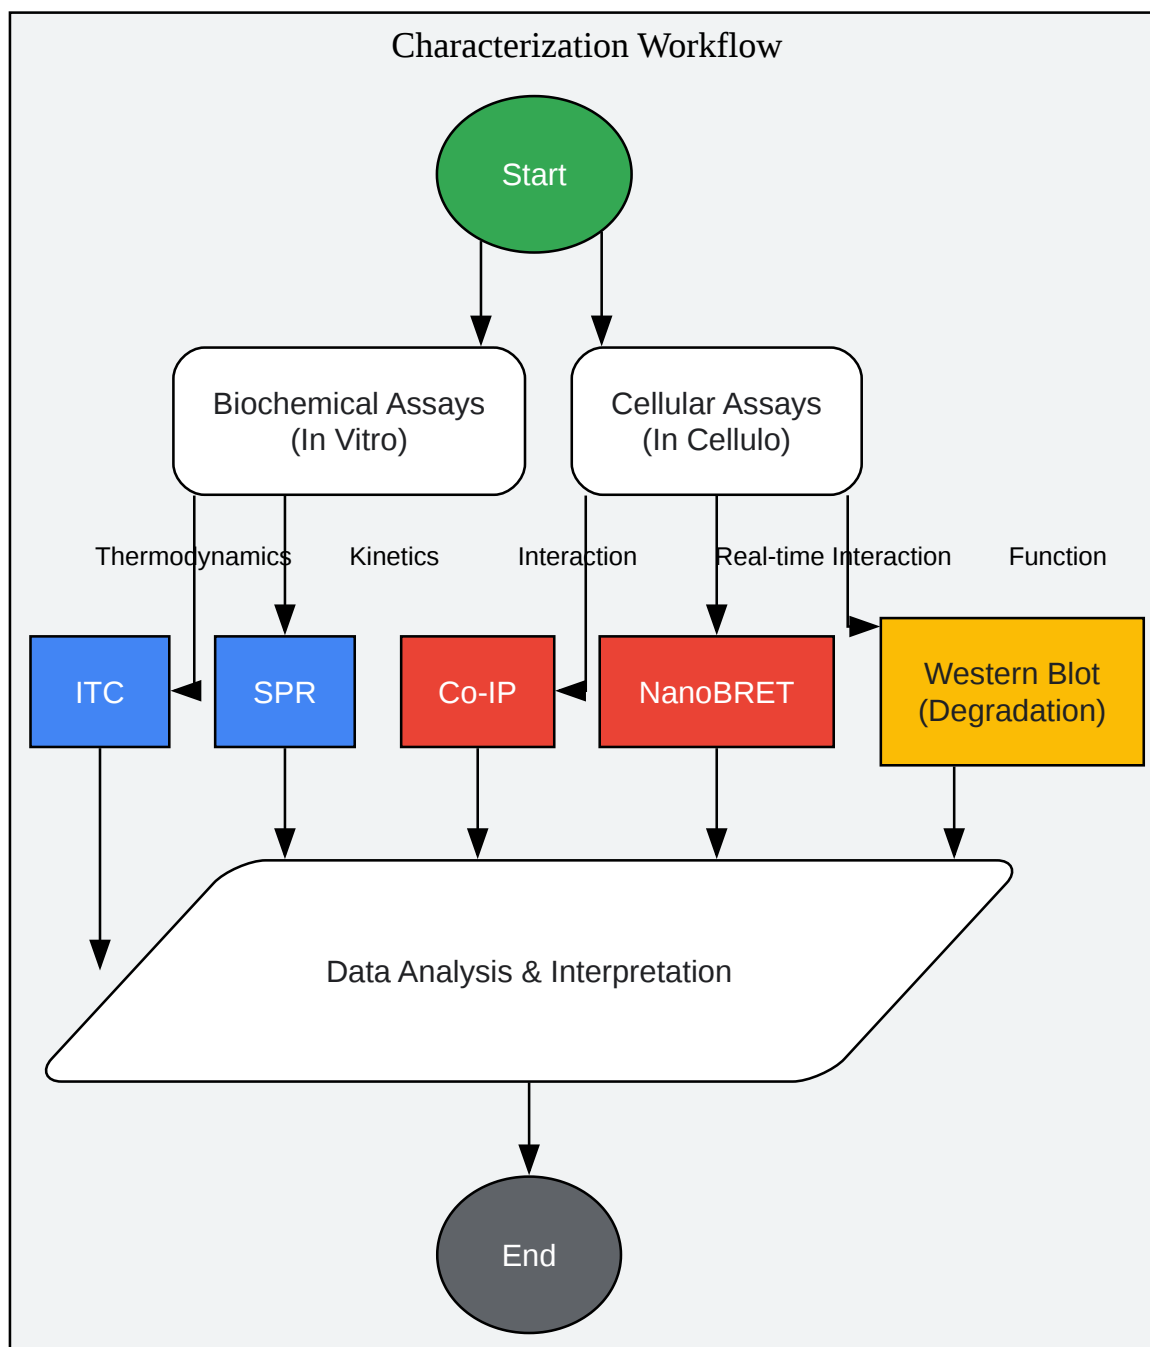 Characterization Workflow
Start
Biochemical Assays
(In Vitro)
Cellular Assays
(In Cellulo)
Thermodynamics
Kinetics
Interaction
Real-time Interaction
Function
ITC
SPR
Co-IP
NanoBRET
Western Blot
(Degradation)
Data Analysis & Interpretation
End